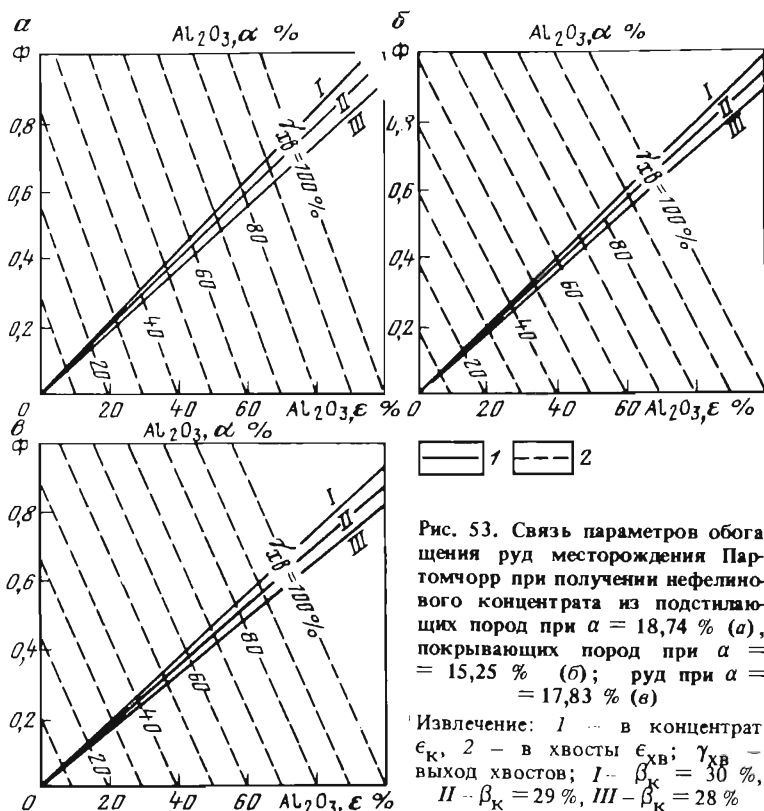 а
Al₂O₃, α %
Ф
0,8
0,6
0,4
0,2
0
20
40
60
80
γхв = 100 %
I
II
III
20
40
60
Al₂O₃, ε %
б
Al₂O₃, α %
Ф
0,8
0,6
0,4
0,2
0
20
40
60
80
γхв = 100 %
I
II
III
20
40
60
Al₂O₃, ε %
в
Al₂O₃, α %
Ф
0,8
0,6
0,4
0,2
0
20
40
60
80
γхв = 100 %
I
II
III
20
40
60
Al₂O₃, ε %
1
2
Рис. 53. Связь параметров обога-
щения руд месторождения Пар-
томчорр при получении нефелино-
вого концентрата из подстилаю-
щих пород при α = 18,74 % (а),
покрывающих пород при α =
= 15,25 % (б); руд при α =
= 17,83 % (в)
Извлечение: 1 – в концентрат
ϵк, 2 – в хвосты ϵхв; γхв –
выход хвостов; I – βк = 30 %,
II – βк = 29 %, III – βк = 28 %